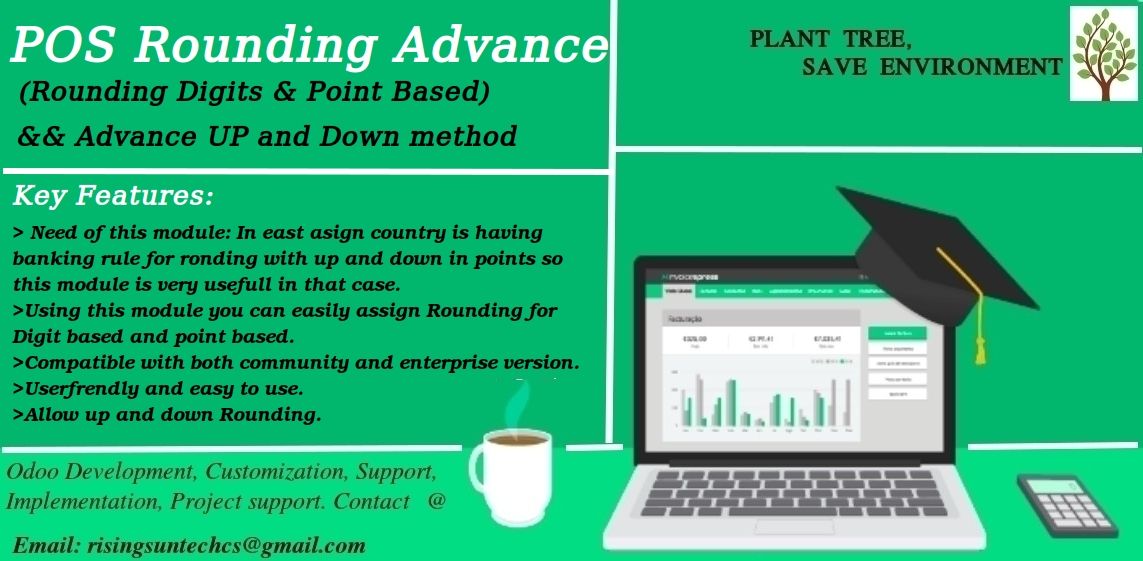 POS Rounding Advance
(Rounding Digits & Point Based)
&& Advance UP and Down method
PLANT TREE,
SAVE ENVIRONMENT
Key Features:
> Need of this module: In east asign country is having
banking rule for ronding with up and down in points so
this module is very usefull in that case.
>Using this module you can easily assign Rounding for
Digit based and point based.
>Compatible with both community and enterprise version.
>Userfrendly and easy to use.
>Allow up and down Rounding.
Facturação
Odoo Development, Customization, Support,
Implementation, Project support. Contact @
Email: risingsuntechcs@gmail.com